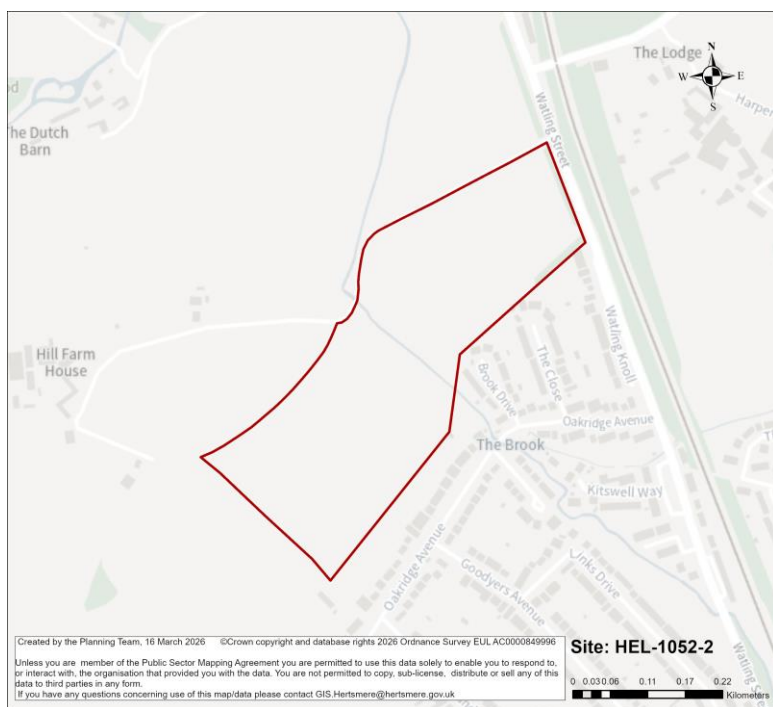 The Lodge
N
W E
S
Harper
Watling Street
The Dutch
Barn
Hill Farm
House
Watling Knoll
The Close
Brook Drive
Oakridge Avenue
The Brook
Kitswell Way
Links Drive
Goodyers Avenue
Oakridge Avenue
Watling St
Created by the Planning Team, 16 March 2026 ©Crown copyright and database rights 2026 Ordnance Survey EUL AC0000849996
Unless you are member of the Public Sector Mapping Agreement you are permitted to use this data solely to enable you to respond to,
or interact with, the organisation that provided you with the data. You are not permitted to copy, sub-license, distribute or sell any of this
data to third parties in any form.
If you have any questions concerning use of this map/data please contact GIS.Hertsmere@hertsmere.gov.uk
Site: HEL-1052-2
0 0.03 0.06 0.11 0.17 0.22
Kilometers